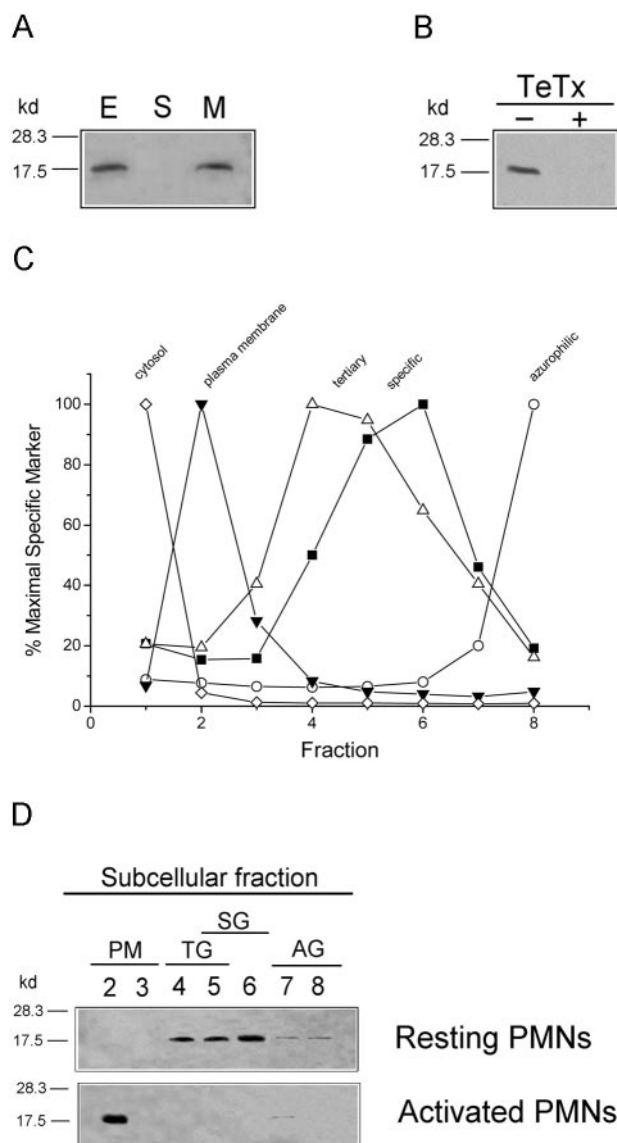 A
kd E S M
28.3
17.5
B
TeTx
kd − +
28.3
17.5
C
cytosol
plasma membrane
tertiary
specific
azurophilic
% Maximal Specific Marker
100
80
60
40
20
0
0 2 4 6 8
Fraction
D
Subcellular fraction
SG
PM TG AG
kd 2 3 4 5 6 7 8
28.3
17.5
Resting PMNs
28.3
17.5
Activated PMNs